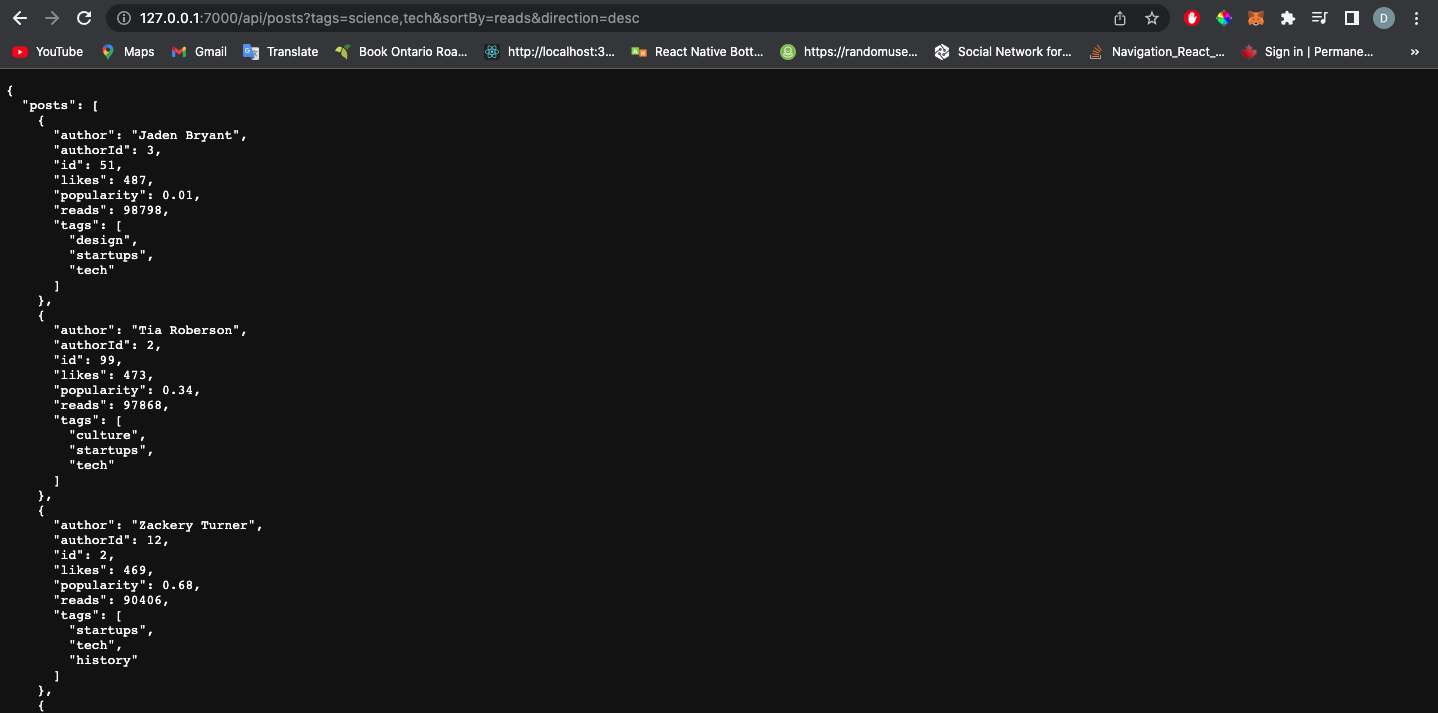 127.0.0.1:7000/api/posts?tags=science,tech&sortBy=reads&direction=desc
D
YouTube Maps Gmail Translate Book Ontario Roa... http://localhost:3... React Native Bott... https://randomuse... Social Network for... Navigation_React_... Sign in | Permane... »
{
"posts": [
{
"author": "Jaden Bryant",
"authorId": 3,
"id": 51,
"likes": 487,
"popularity": 0.01,
"reads": 98798,
"tags": [
"design",
"startups",
"tech"
]
},
{
"author": "Tia Roberson",
"authorId": 2,
"id": 99,
"likes": 473,
"popularity": 0.34,
"reads": 97868,
"tags": [
"culture",
"startups",
"tech"
]
},
{
"author": "Zackery Turner",
"authorId": 12,
"id": 2,
"likes": 469,
"popularity": 0.68,
"reads": 90406,
"tags": [
"startups",
"tech",
"history"
]
},
{